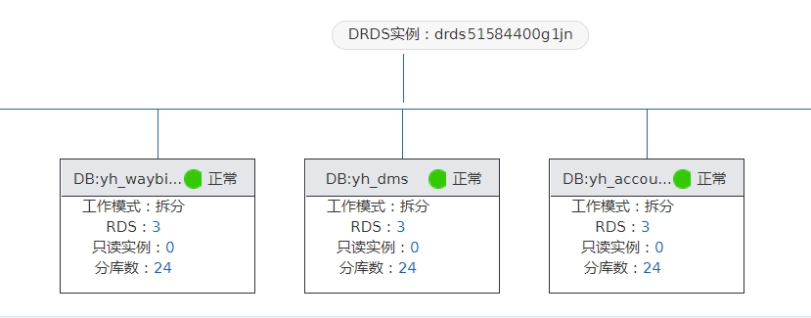 DRDS实例：drds51584400g1jn
DB:yh_waybi... 正常
工作模式：拆分
RDS：3
只读实例：0
分库数：24
DB:yh_dms 正常
工作模式：拆分
RDS：3
只读实例：0
分库数：24
DB:yh_accou... 正常
工作模式：拆分
RDS：3
只读实例：0
分库数：24